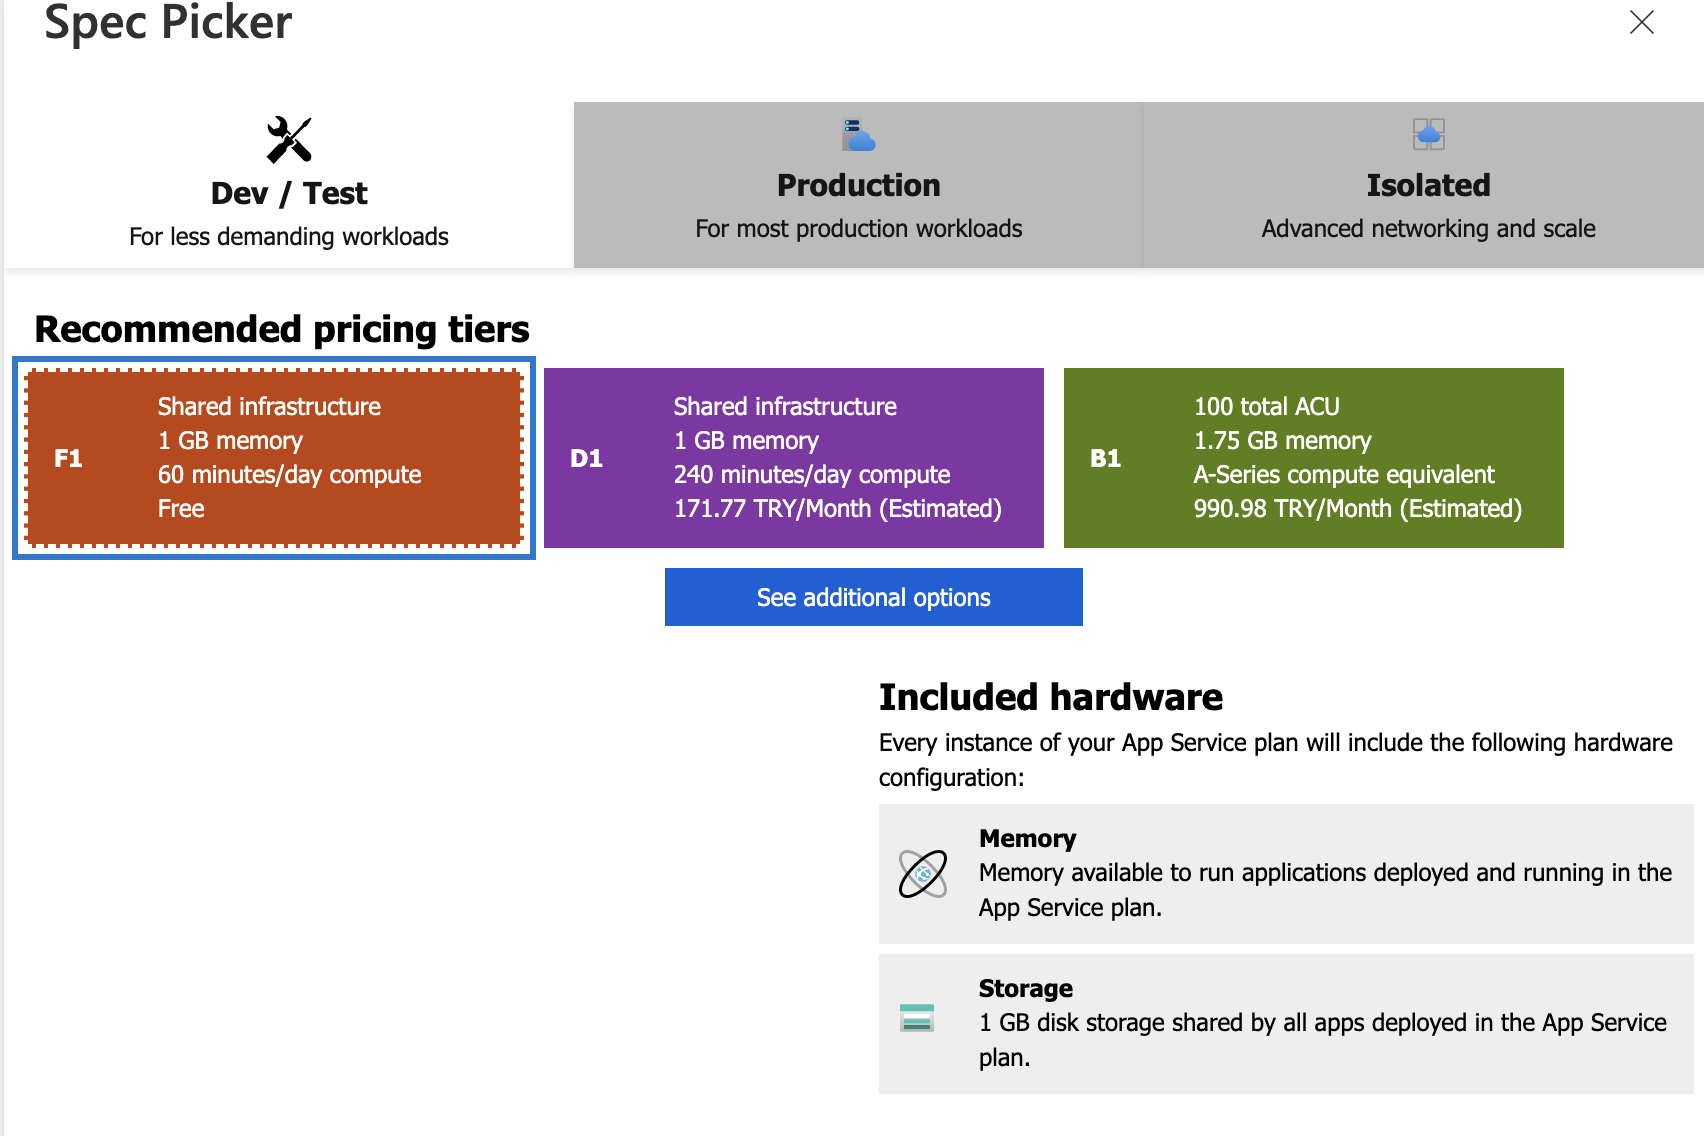 Spec Picker
Dev / Test
For less demanding workloads
Production
For most production workloads
Isolated
Advanced networking and scale
Recommended pricing tiers
F1
Shared infrastructure
1 GB memory
60 minutes/day compute
Free
D1
Shared infrastructure
1 GB memory
240 minutes/day compute
171.77 TRY/Month (Estimated)
B1
100 total ACU
1.75 GB memory
A-Series compute equivalent
990.98 TRY/Month (Estimated)
See additional options
Included hardware
Every instance of your App Service plan will include the following hardware
configuration:
Memory
Memory available to run applications deployed and running in the
App Service plan.
Storage
1 GB disk storage shared by all apps deployed in the App Service
plan.